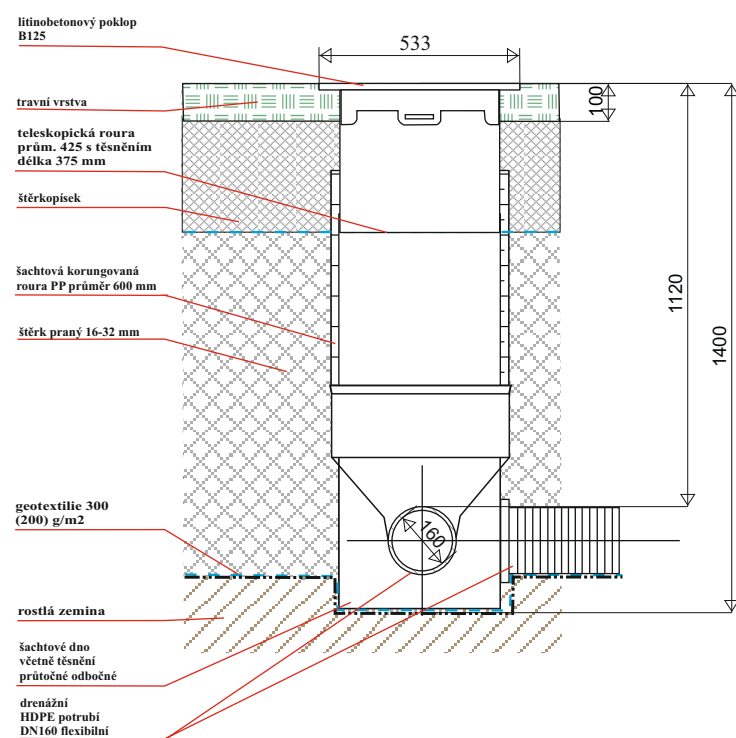 litinobetonový poklop
B125
533
travní vrstva
100
teleskopická roura
prům. 425 s těsněním
délka 375 mm
štěrkopísek
šachtová korungovaná
roura PP průměr 600 mm
1120
štěrk praný 16-32 mm
1400
geotextilie 300
(200) g/m2
160
rostlá zemina
šachtové dno
včetně těsnění
průtočné odbočné
drenážní
HDPE potrubí
DN160 flexibilní